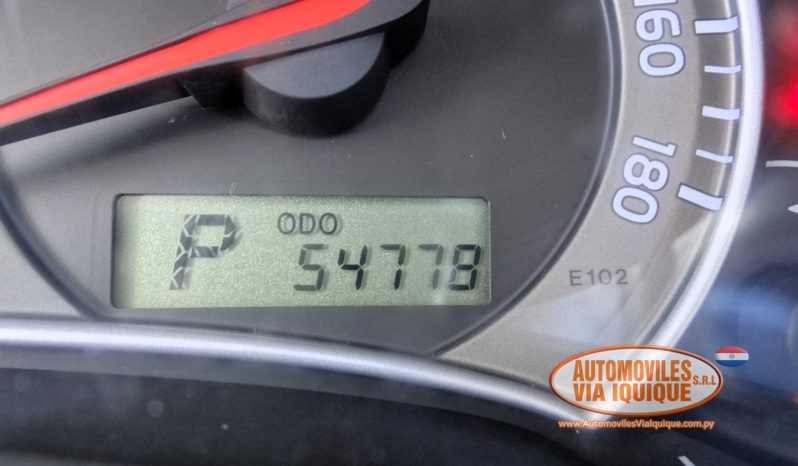 160
180
P
ODO
54778
E102
AUTOMOVILES
VIA IQUIQUE
S.R.L
www.AutomovilesViaIquique.com.py